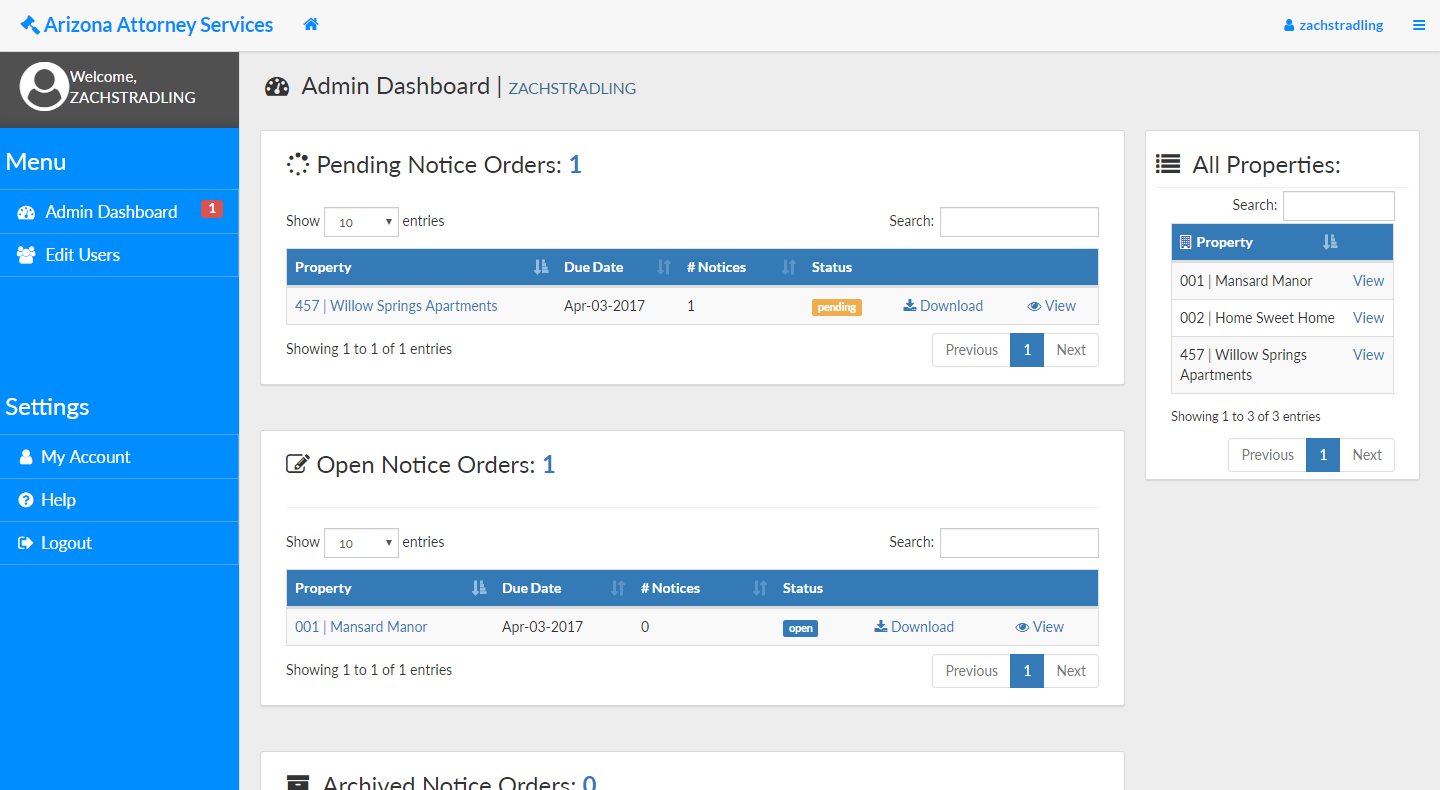 Arizona Attorney Services
zachstradling
Welcome,
ZACHSTRADLING
Menu
Admin Dashboard 1
Edit Users
Settings
My Account
Help
Logout
Admin Dashboard | ZACHSTRADLING
Pending Notice Orders: 1
Show 10 entries Search:
Property Due Date # Notices Status
457 | Willow Springs Apartments Apr-03-2017 1 pending Download View
Showing 1 to 1 of 1 entries Previous 1 Next
Open Notice Orders: 1
Show 10 entries Search:
Property Due Date # Notices Status
001 | Mansard Manor Apr-03-2017 0 open Download View
Showing 1 to 1 of 1 entries Previous 1 Next
Archived Notice Orders: 0
All Properties:
Search:
Property
001 | Mansard Manor View
002 | Home Sweet Home View
457 | Willow Springs View
Apartments
Showing 1 to 3 of 3 entries
Previous 1 Next